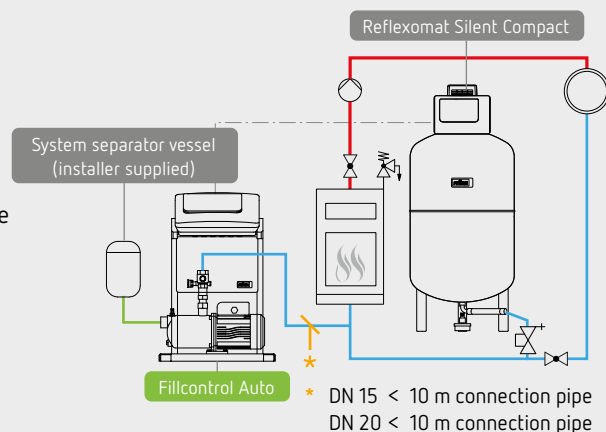 Reflexomat Silent Compact
System separator vessel
(installer supplied)
e
Fillcontrol Auto
*
* DN 15 < 10 m connection pipe
DN 20 < 10 m connection pipe